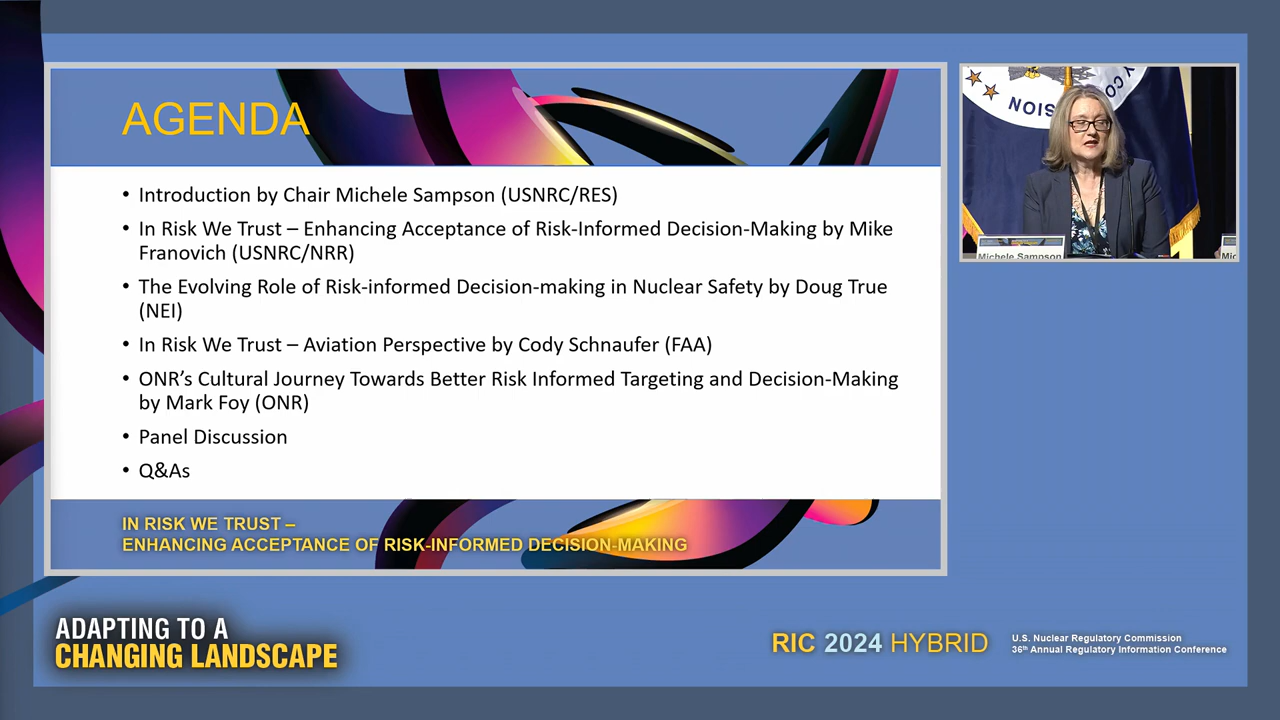 AGENDA
• Introduction by Chair Michele Sampson (USNRC/RES)
• In Risk We Trust – Enhancing Acceptance of Risk-Informed Decision-Making by Mike
Franovich (USNRC/NRR)
• The Evolving Role of Risk-informed Decision-making in Nuclear Safety by Doug True
(NEI)
• In Risk We Trust – Aviation Perspective by Cody Schnaufer (FAA)
• ONR’s Cultural Journey Towards Better Risk Informed Targeting and Decision-Making
by Mark Foy (ONR)
• Panel Discussion
• Q&As
IN RISK WE TRUST –
ENHANCING ACCEPTANCE OF RISK-INFORMED DECISION-MAKING
Michele Sampson
ADAPTING TO A
CHANGING LANDSCAPE
RIC 2024 HYBRID
U.S. Nuclear Regulatory Commission
36th Annual Regulatory Information Conference